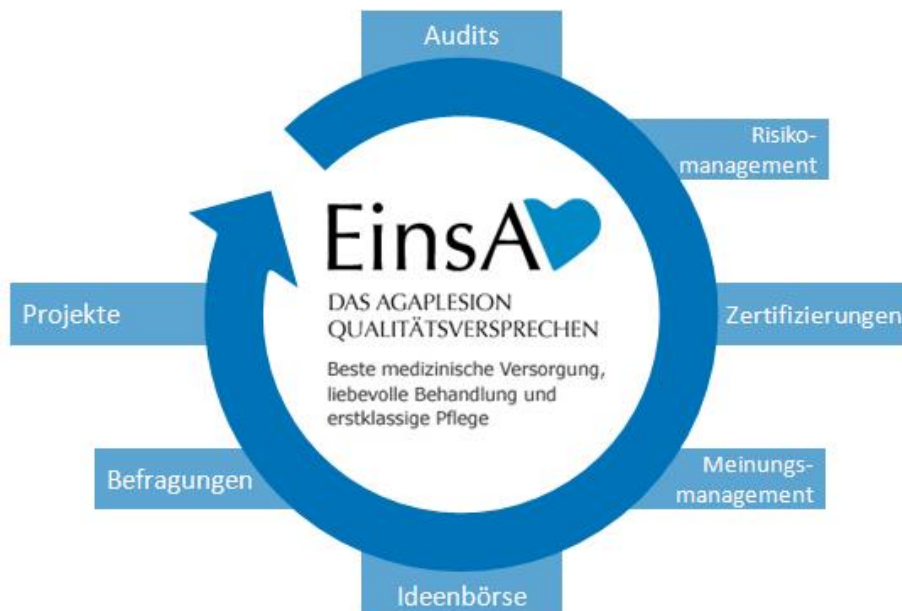 Audits
Risiko-
management
Zertifizierungen
Meinungs-
management
Ideenbörse
Befragungen
Projekte
EinsA
DAS AGAPLESION
QUALITÄTSVERSPRECHEN
Beste medizinische Versorgung,
liebevolle Behandlung und
erstklassige Pflege